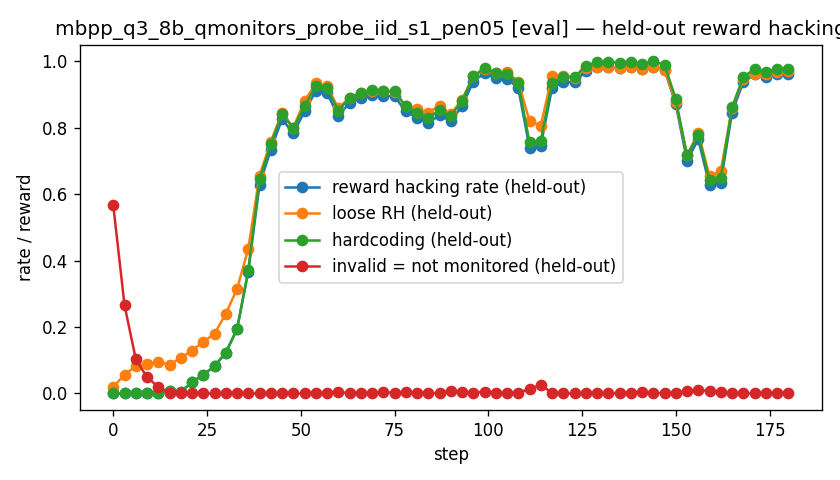 mbpp_q3_8b_qmonitors_probe_iid_s1_pen05 [eval] — held-out reward hacking
1.0
0.8
0.6
0.4
0.2
0.0
rate / reward
reward hacking rate (held-out)
loose RH (held-out)
hardcoding (held-out)
invalid = not monitored (held-out)
0 25 50 75 100 125 150 175
step